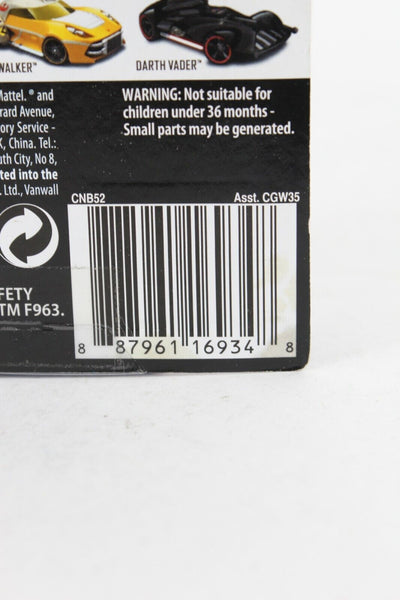 WALKER™ DARTH VADER™
Mattel. ® and
erard Avenue,
ory Service -
K, China. Tel.:
uth City, No 8,
ted into the
. Ltd., Vanwall
WARNING: Not suitable for
children under 36 months -
Small parts may be generated.
CNB52 Asst. CGW35
FETY
TM F963.
8 87961 16934 8